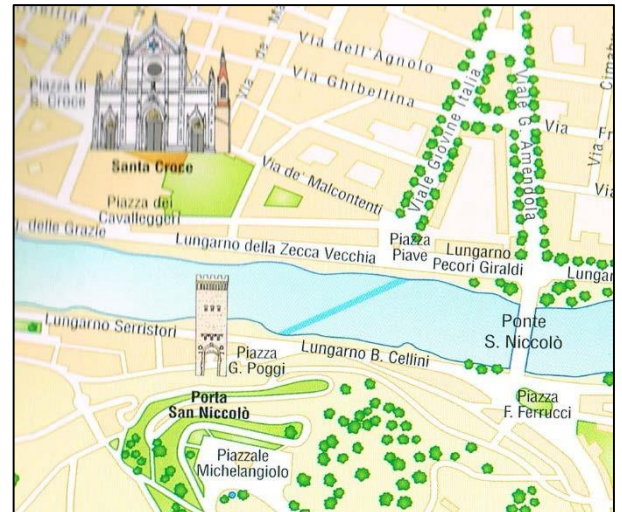 Via dell'Agnolo
Via Ghibellina
Piazza di
S. Croce
Santa Croce
Via de' Malcontenti
Viale Giovine Italia
Viale G. Amendola
Via
Via
Via
Piazza dei
Cavalleggeri
delle Grazie
Lungarno della Zecca Vecchia
Piazza
Piave
Lungarno
Pecori Giraldi
Lungarno Serristori
Piazza
G. Poggi
Lungarno B. Cellini
Ponte
S. Niccolò
Porta
San Niccolò
Piazza
F. Ferrucci
Piazzale
Michelangiolo